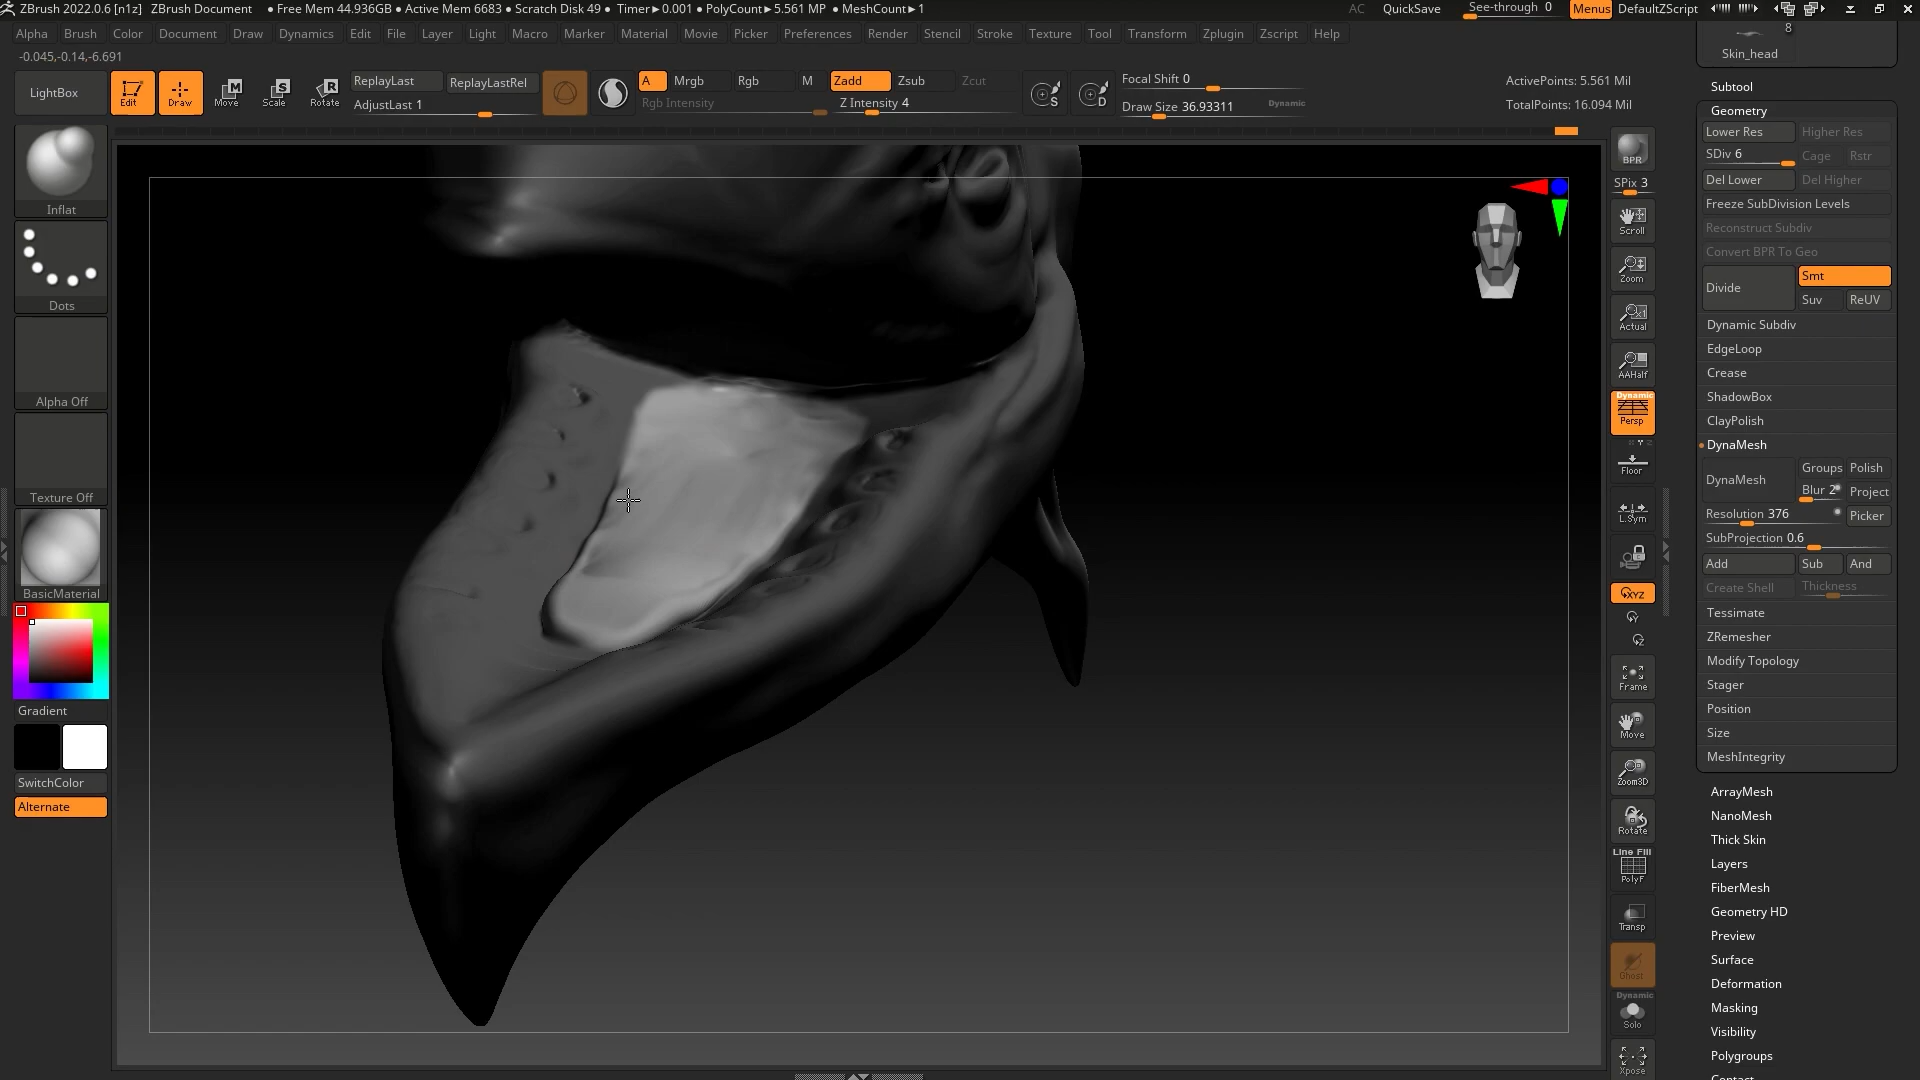 ZBrush 2022.0.6 [n1z] ZBrush Document • Free Mem 44.936GB • Active Mem 6683 • Scratch Disk 49 • Timer▸0.001 • PolyCount▸5.561 MP • MeshCount▸1 AC QuickSave See-through 0 Menus DefaultZScript
Alpha Brush Color Document Draw Dynamics Edit File Layer Light Macro Marker Material Movie Picker Preferences Render Stencil Stroke Texture Tool Transform Zplugin Zscript Help
-0.045,-0.14,-6.691
LightBox
Edit
Draw
Move
Scale
Rotate
ReplayLast
ReplayLastRel
AdjustLast 1
A
Mrgb
Rgb
M
Zadd
Zsub
Zcut
Rgb Intensity
Z Intensity 4
S
D
Focal Shift 0
Draw Size 36.93311
Dynamic
ActivePoints: 5.561 Mil
TotalPoints: 16.094 Mil
Inflat
Dots
Alpha Off
Texture Off
BasicMaterial
Gradient
SwitchColor
Alternate
BPR
SPix 3
Scroll
Zoom
Actual
AAHalf
Dynamic
Persp
Floor
L.Sym
XYZ
Frame
Move
Zoom3D
Rotate
Line Fill
PolyF
Transp
Ghost
Dynamic
Solo
Xpose
8
Skin_head
Subtool
Geometry
Lower Res
Higher Res
SDiv 6
Cage
Rstr
Del Lower
Del Higher
Freeze SubDivision Levels
Reconstruct Subdiv
Convert BPR To Geo
Divide
Smt
Suv
ReUV
Dynamic Subdiv
EdgeLoop
Crease
ShadowBox
ClayPolish
DynaMesh
DynaMesh
Groups
Polish
Blur 2
Project
Resolution 376
Picker
SubProjection 0.6
Add
Sub
And
Create Shell
Thickness
Tessimate
ZRemesher
Modify Topology
Stager
Position
Size
MeshIntegrity
ArrayMesh
NanoMesh
Thick Skin
Layers
FiberMesh
Geometry HD
Preview
Surface
Deformation
Masking
Visibility
Polygroups
Contact